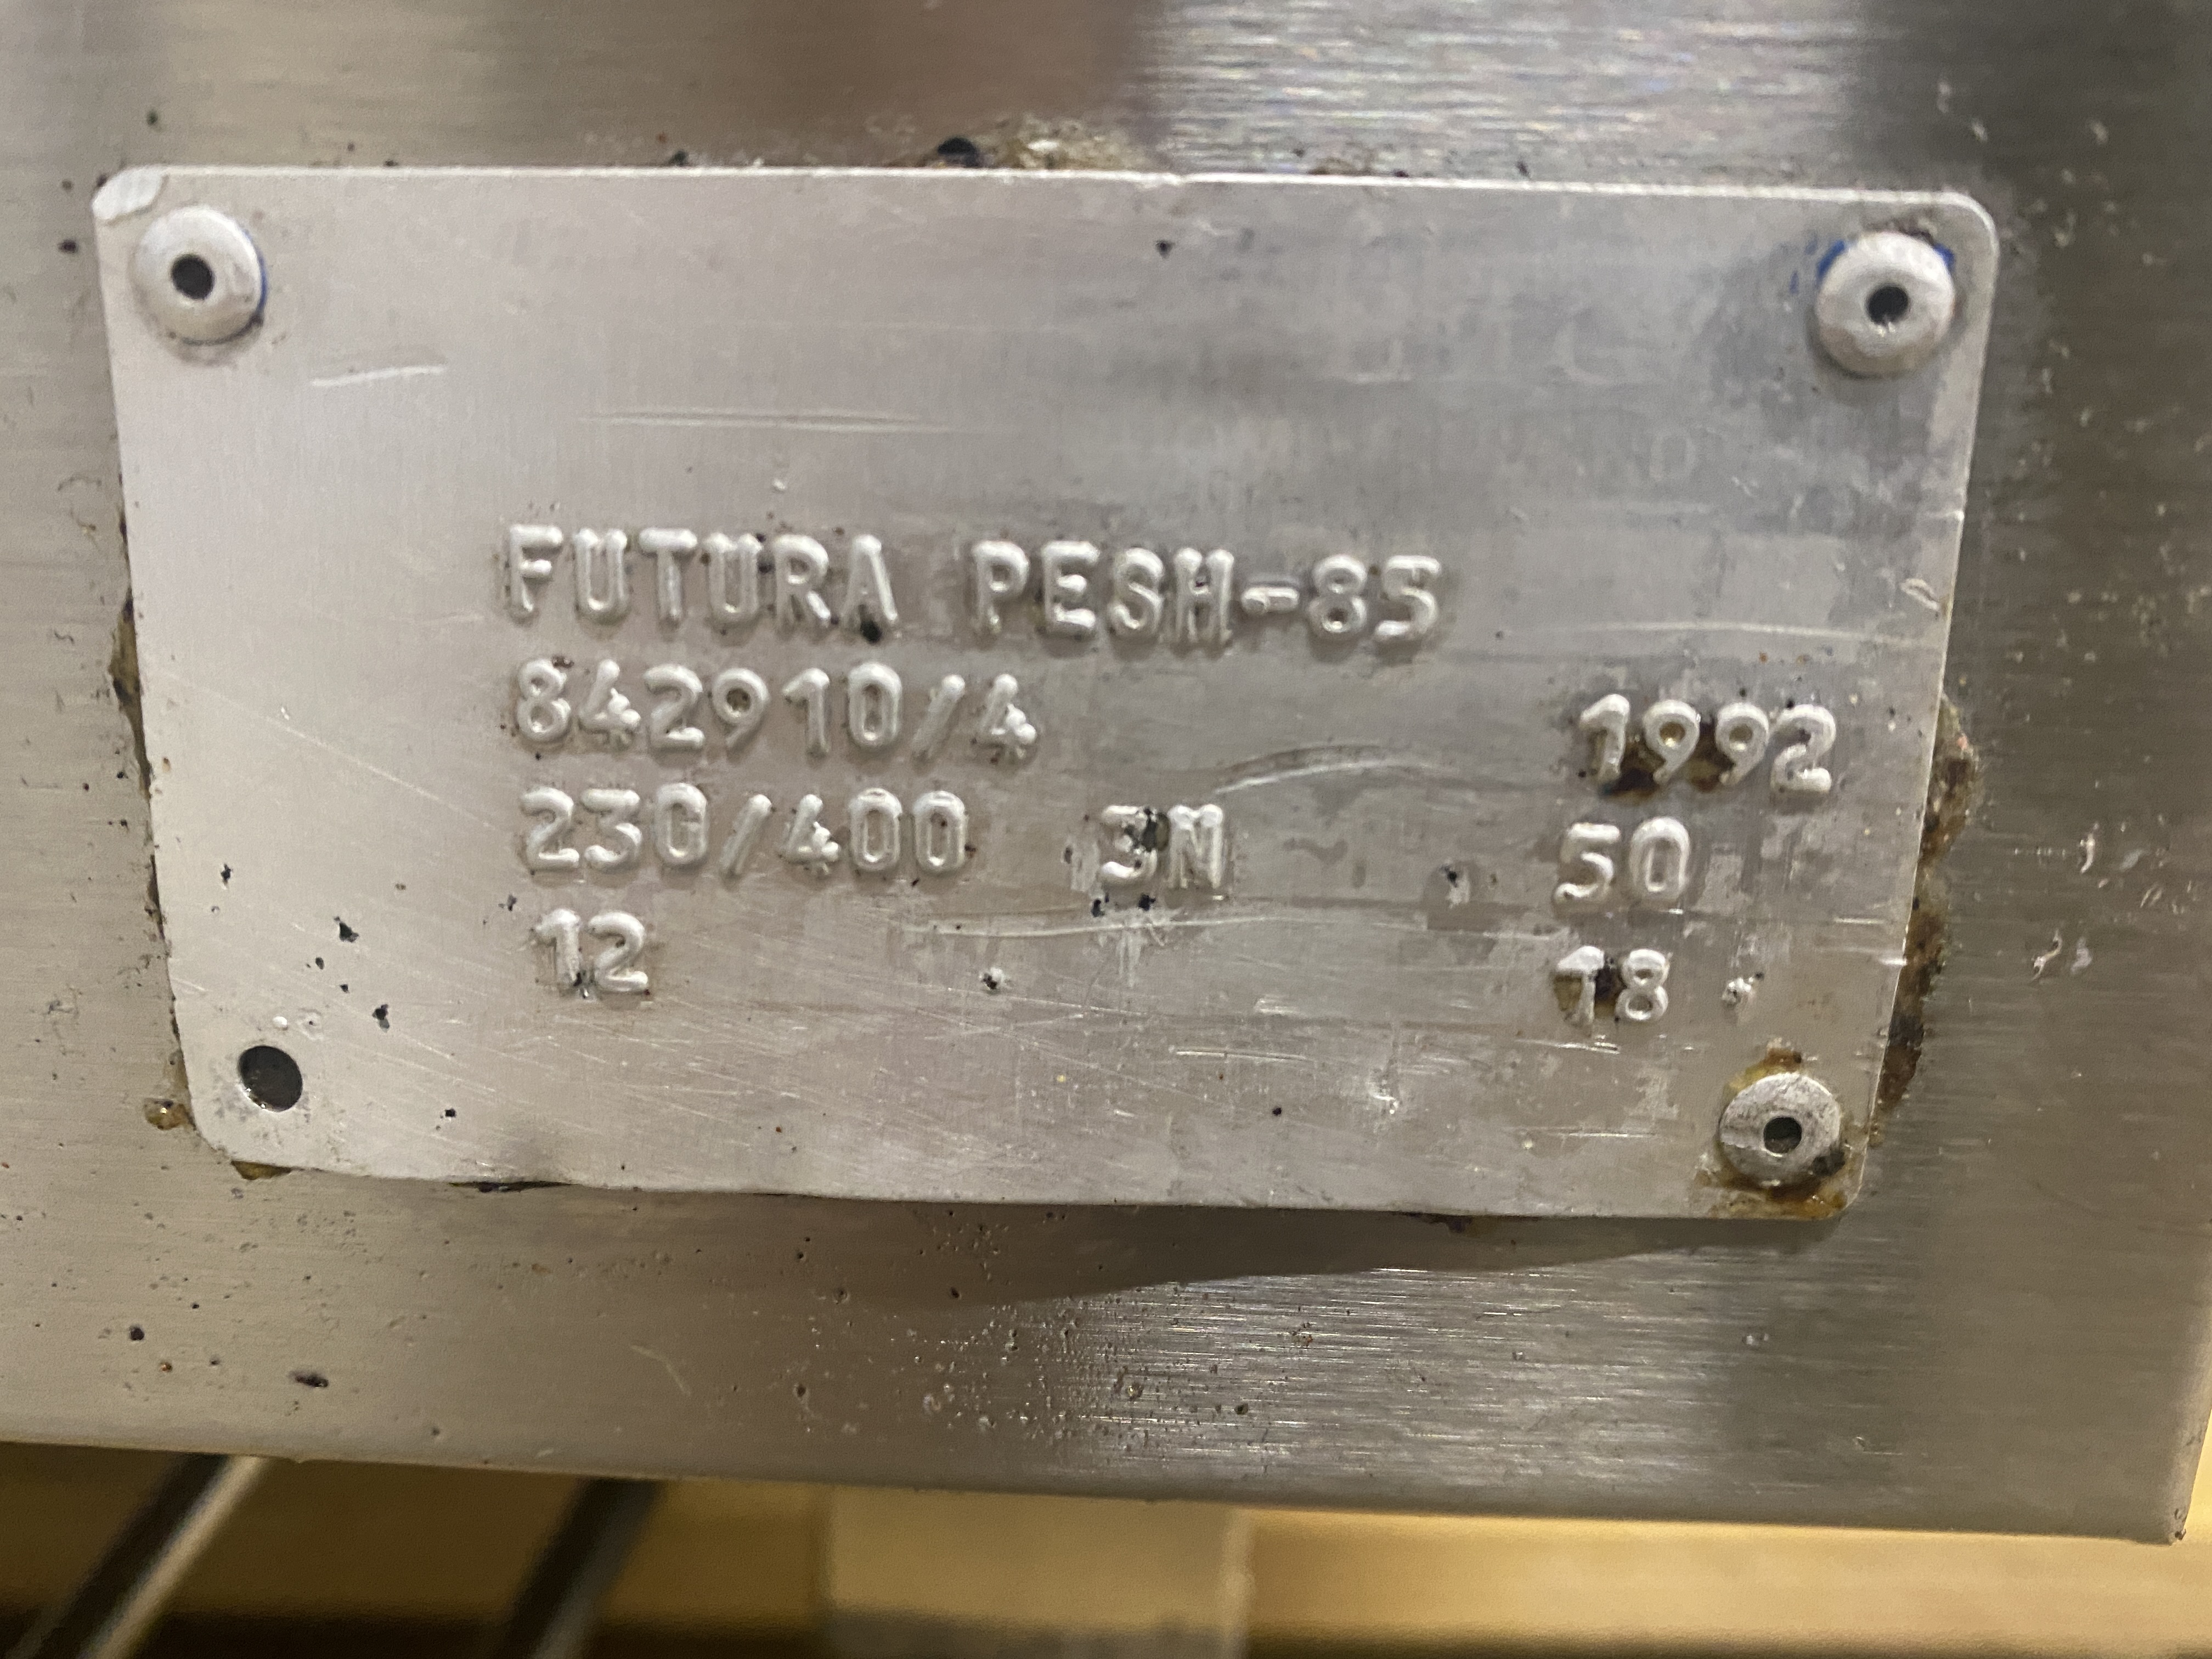 FUTURA PESH-85
842910/4 1992
230/400 3N 50
12 18